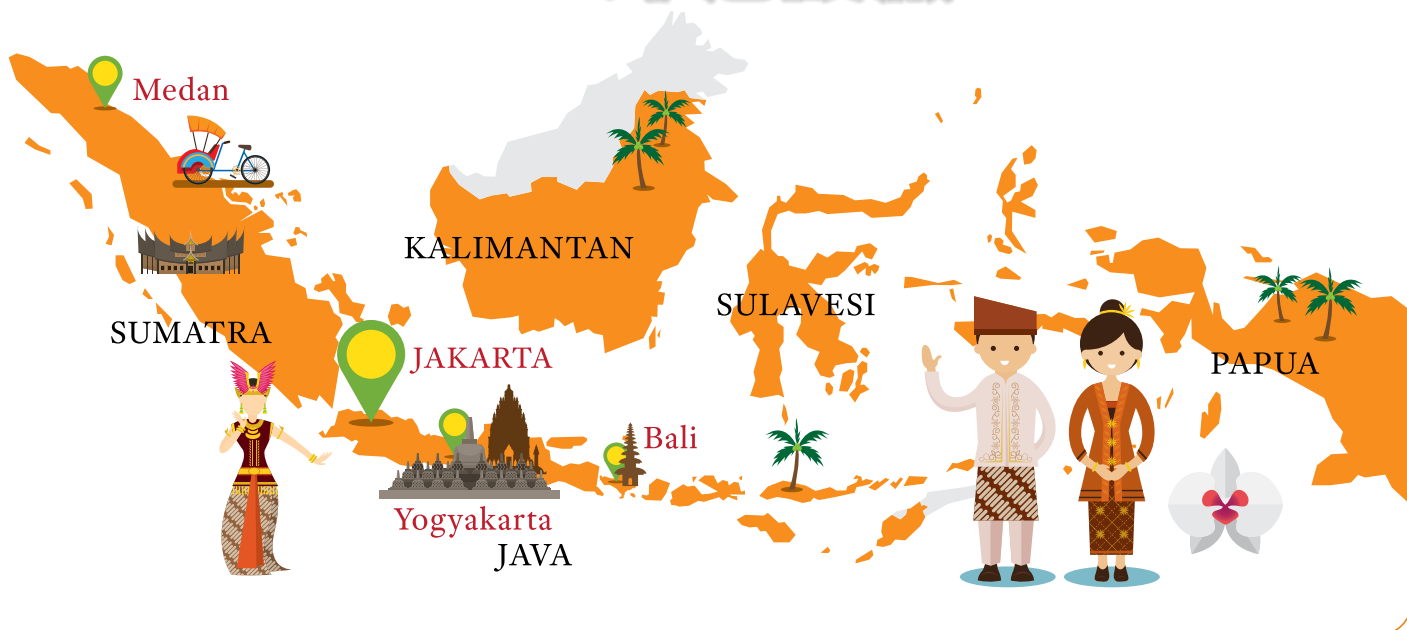 Medan
KALIMANTAN
SULAVESI
SUMATRA
JAKARTA
PAPUA
Bali
Yogyakarta
JAVA